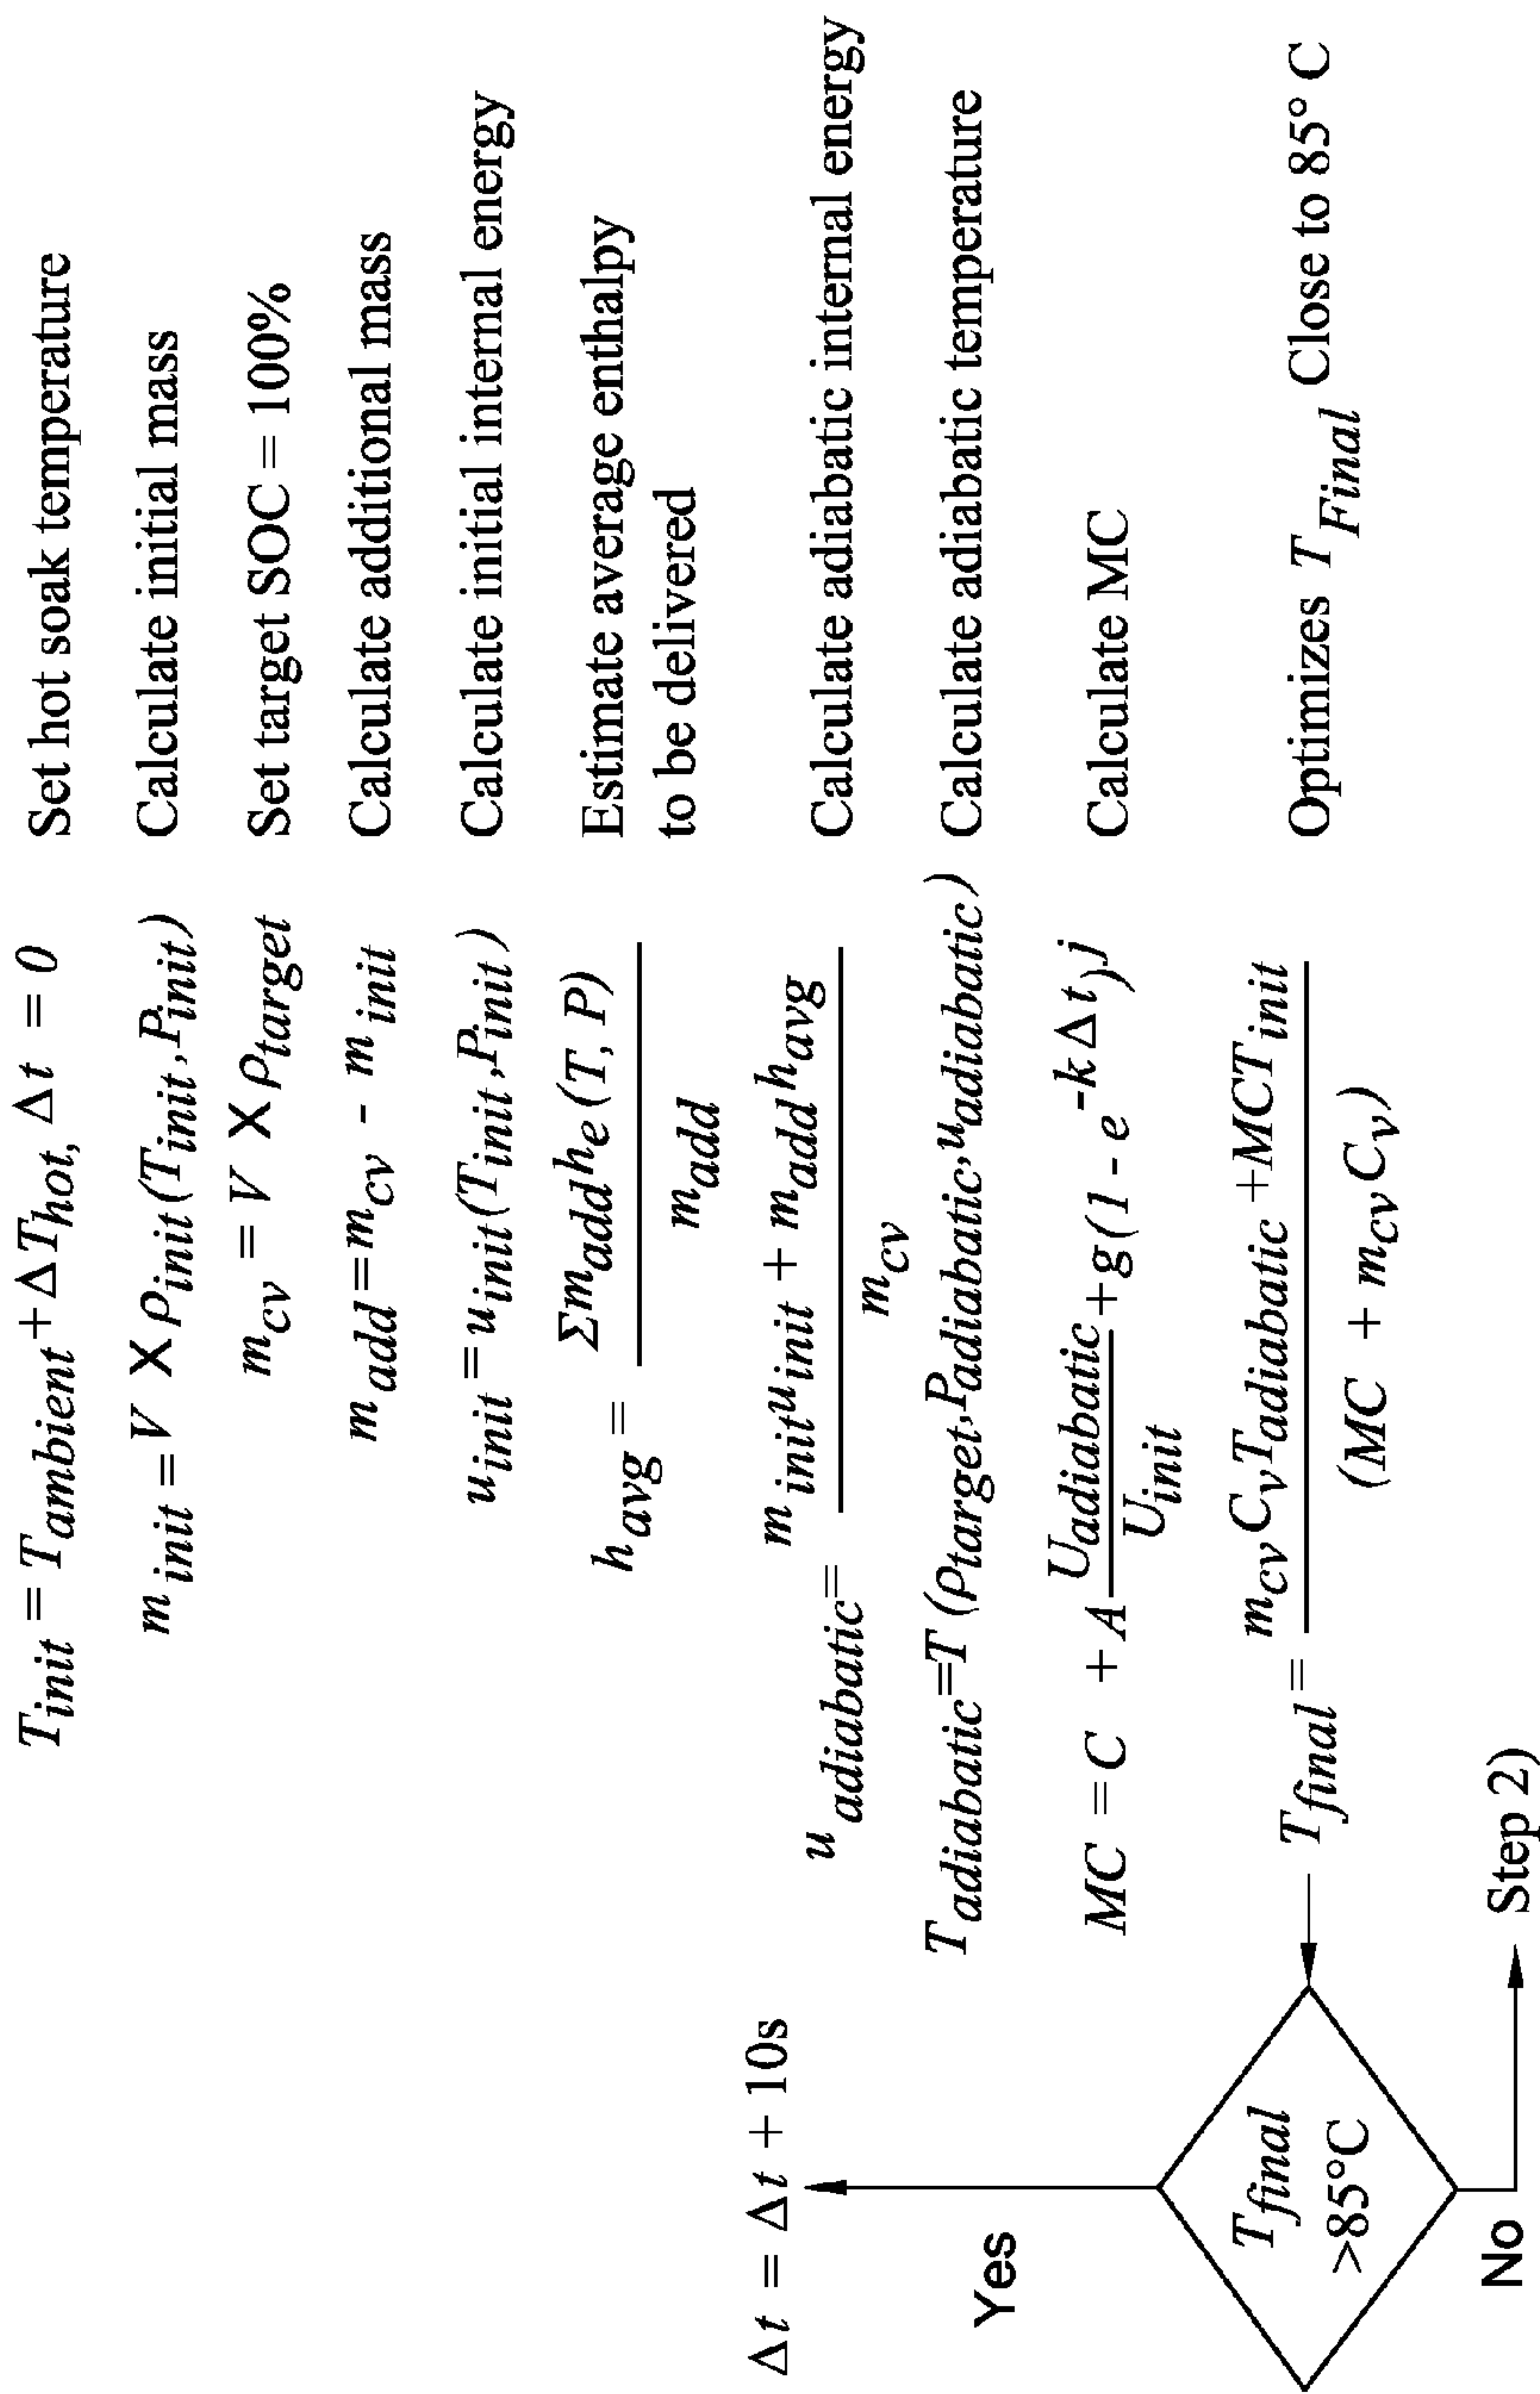 T_init = T_ambient + ΔT_hot, Δt = 0 Set hot soak temperature
m_init = V X ρ_init(T_init, P_init) Calculate initial mass
m_cv = V X ρ_target Set target SOC = 100%
m_add = m_cv - m_init Calculate additional mass
u_init = u_init(T_init, P_init) Calculate initial internal energy
h_avg = Σm_add h_e (T, P) / m_add Estimate average enthalpy
to be delivered
u_adiabatic = m_init u_init + m_add h_avg / m_cv Calculate adiabatic internal energy
T_adiabatic = T (ρ_target, P_adiabatic, u_adiabatic) Calculate adiabatic temperature
MC = C + A U_adiabatic / U_init + g(1 - e^-kΔt)^j Calculate MC
T_final = m_cv C_v T_adiabatic + MCT_init / (MC + m_cv C_v) Optimizes T_Final Close to 85° C
Δt = Δt + 10s
Yes
T_final
>85°C
No
Step 2)